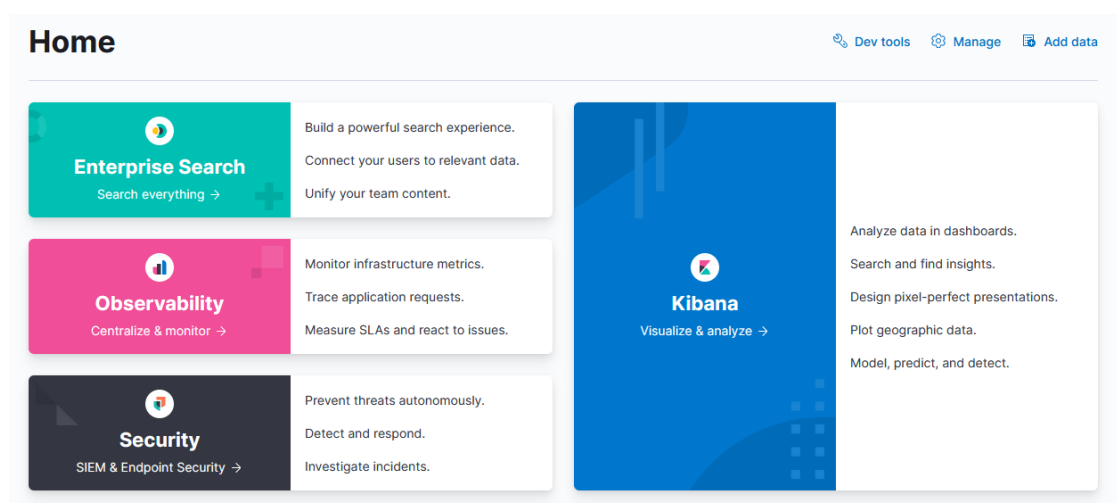 Home
Dev tools
Manage
Add data
Enterprise Search
Search everything →
Build a powerful search experience.
Connect your users to relevant data.
Unify your team content.
Observability
Centralize & monitor →
Monitor infrastructure metrics.
Trace application requests.
Measure SLAs and react to issues.
Security
SIEM & Endpoint Security →
Prevent threats autonomously.
Detect and respond.
Investigate incidents.
Kibana
Visualize & analyze →
Analyze data in dashboards.
Search and find insights.
Design pixel-perfect presentations.
Plot geographic data.
Model, predict, and detect.